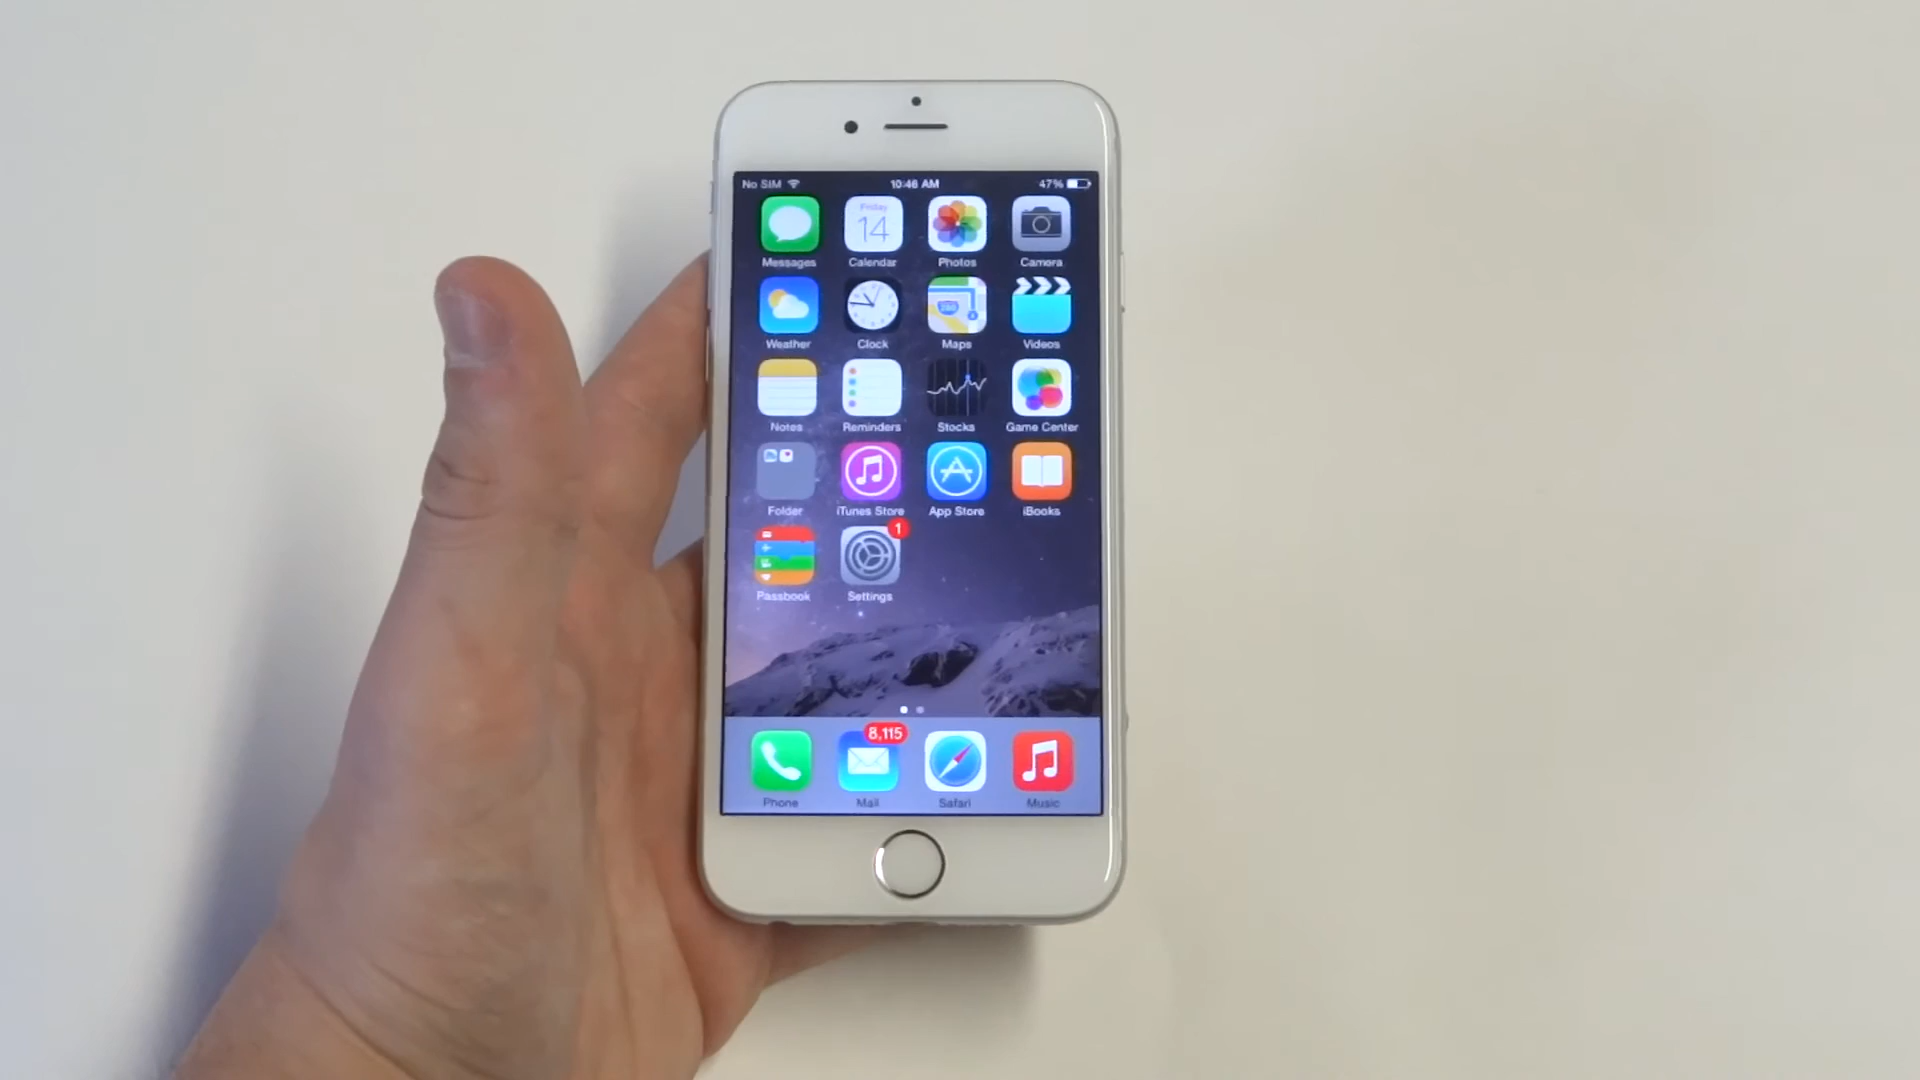 No SIM 10:46 AM 47%
Friday
14
Messages Calendar Photos Camera
280
Weather Clock Maps Videos
Notes Reminders Stocks Game Center
Folder iTunes Store App Store iBooks
1
Passbook Settings
8,115
Phone Mail Safari Music